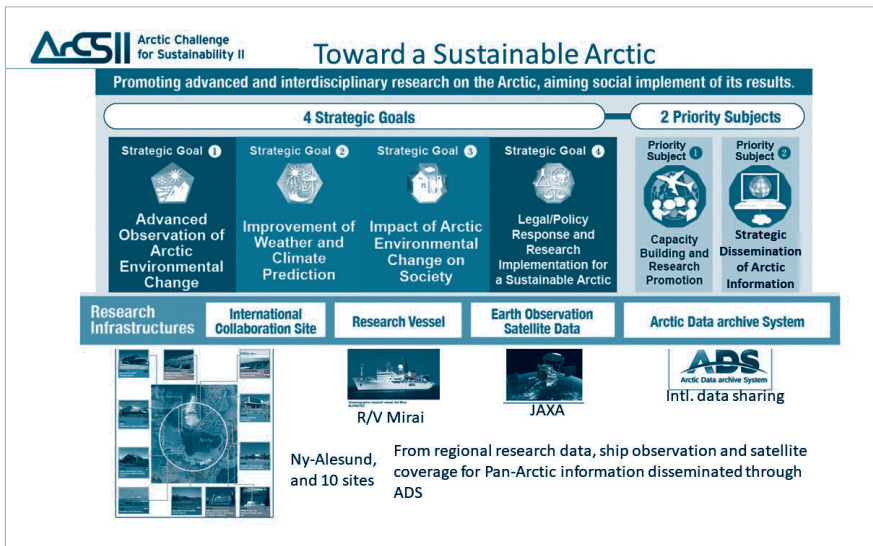 ArCSII
Arctic Challenge
for Sustainability II
Toward a Sustainable Arctic
Promoting advanced and interdisciplinary research on the Arctic, aiming social implement of its results.
4 Strategic Goals
2 Priority Subjects
Strategic Goal 1
Advanced
Observation of
Arctic
Environmental
Change
Strategic Goal 2
Improvement of
Weather and
Climate
Prediction
Strategic Goal 3
Impact of Arctic
Environmental
Change on
Society
Strategic Goal 4
Legal/Policy
Response and
Research
Implementation for
a Sustainable Arctic
Priority
Subject 1
Capacity
Building and
Research
Promotion
Priority
Subject 2
Strategic
Dissemination
of Arctic
Information
Research
Infrastructures
International
Collaboration Site
Research Vessel
Earth Observation
Satellite Data
Arctic Data archive System
Arctic
R/V Mirai
JAXA
ADS
Arctic Data archive System
Intl. data sharing
Ny-Alesund,
and 10 sites
From regional research data, ship observation and satellite
coverage for Pan-Arctic information disseminated through
ADS